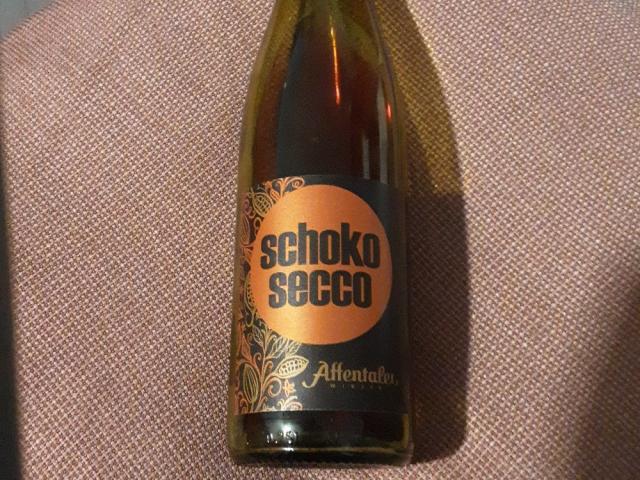 schoko
secco
Affentaler
WINZER